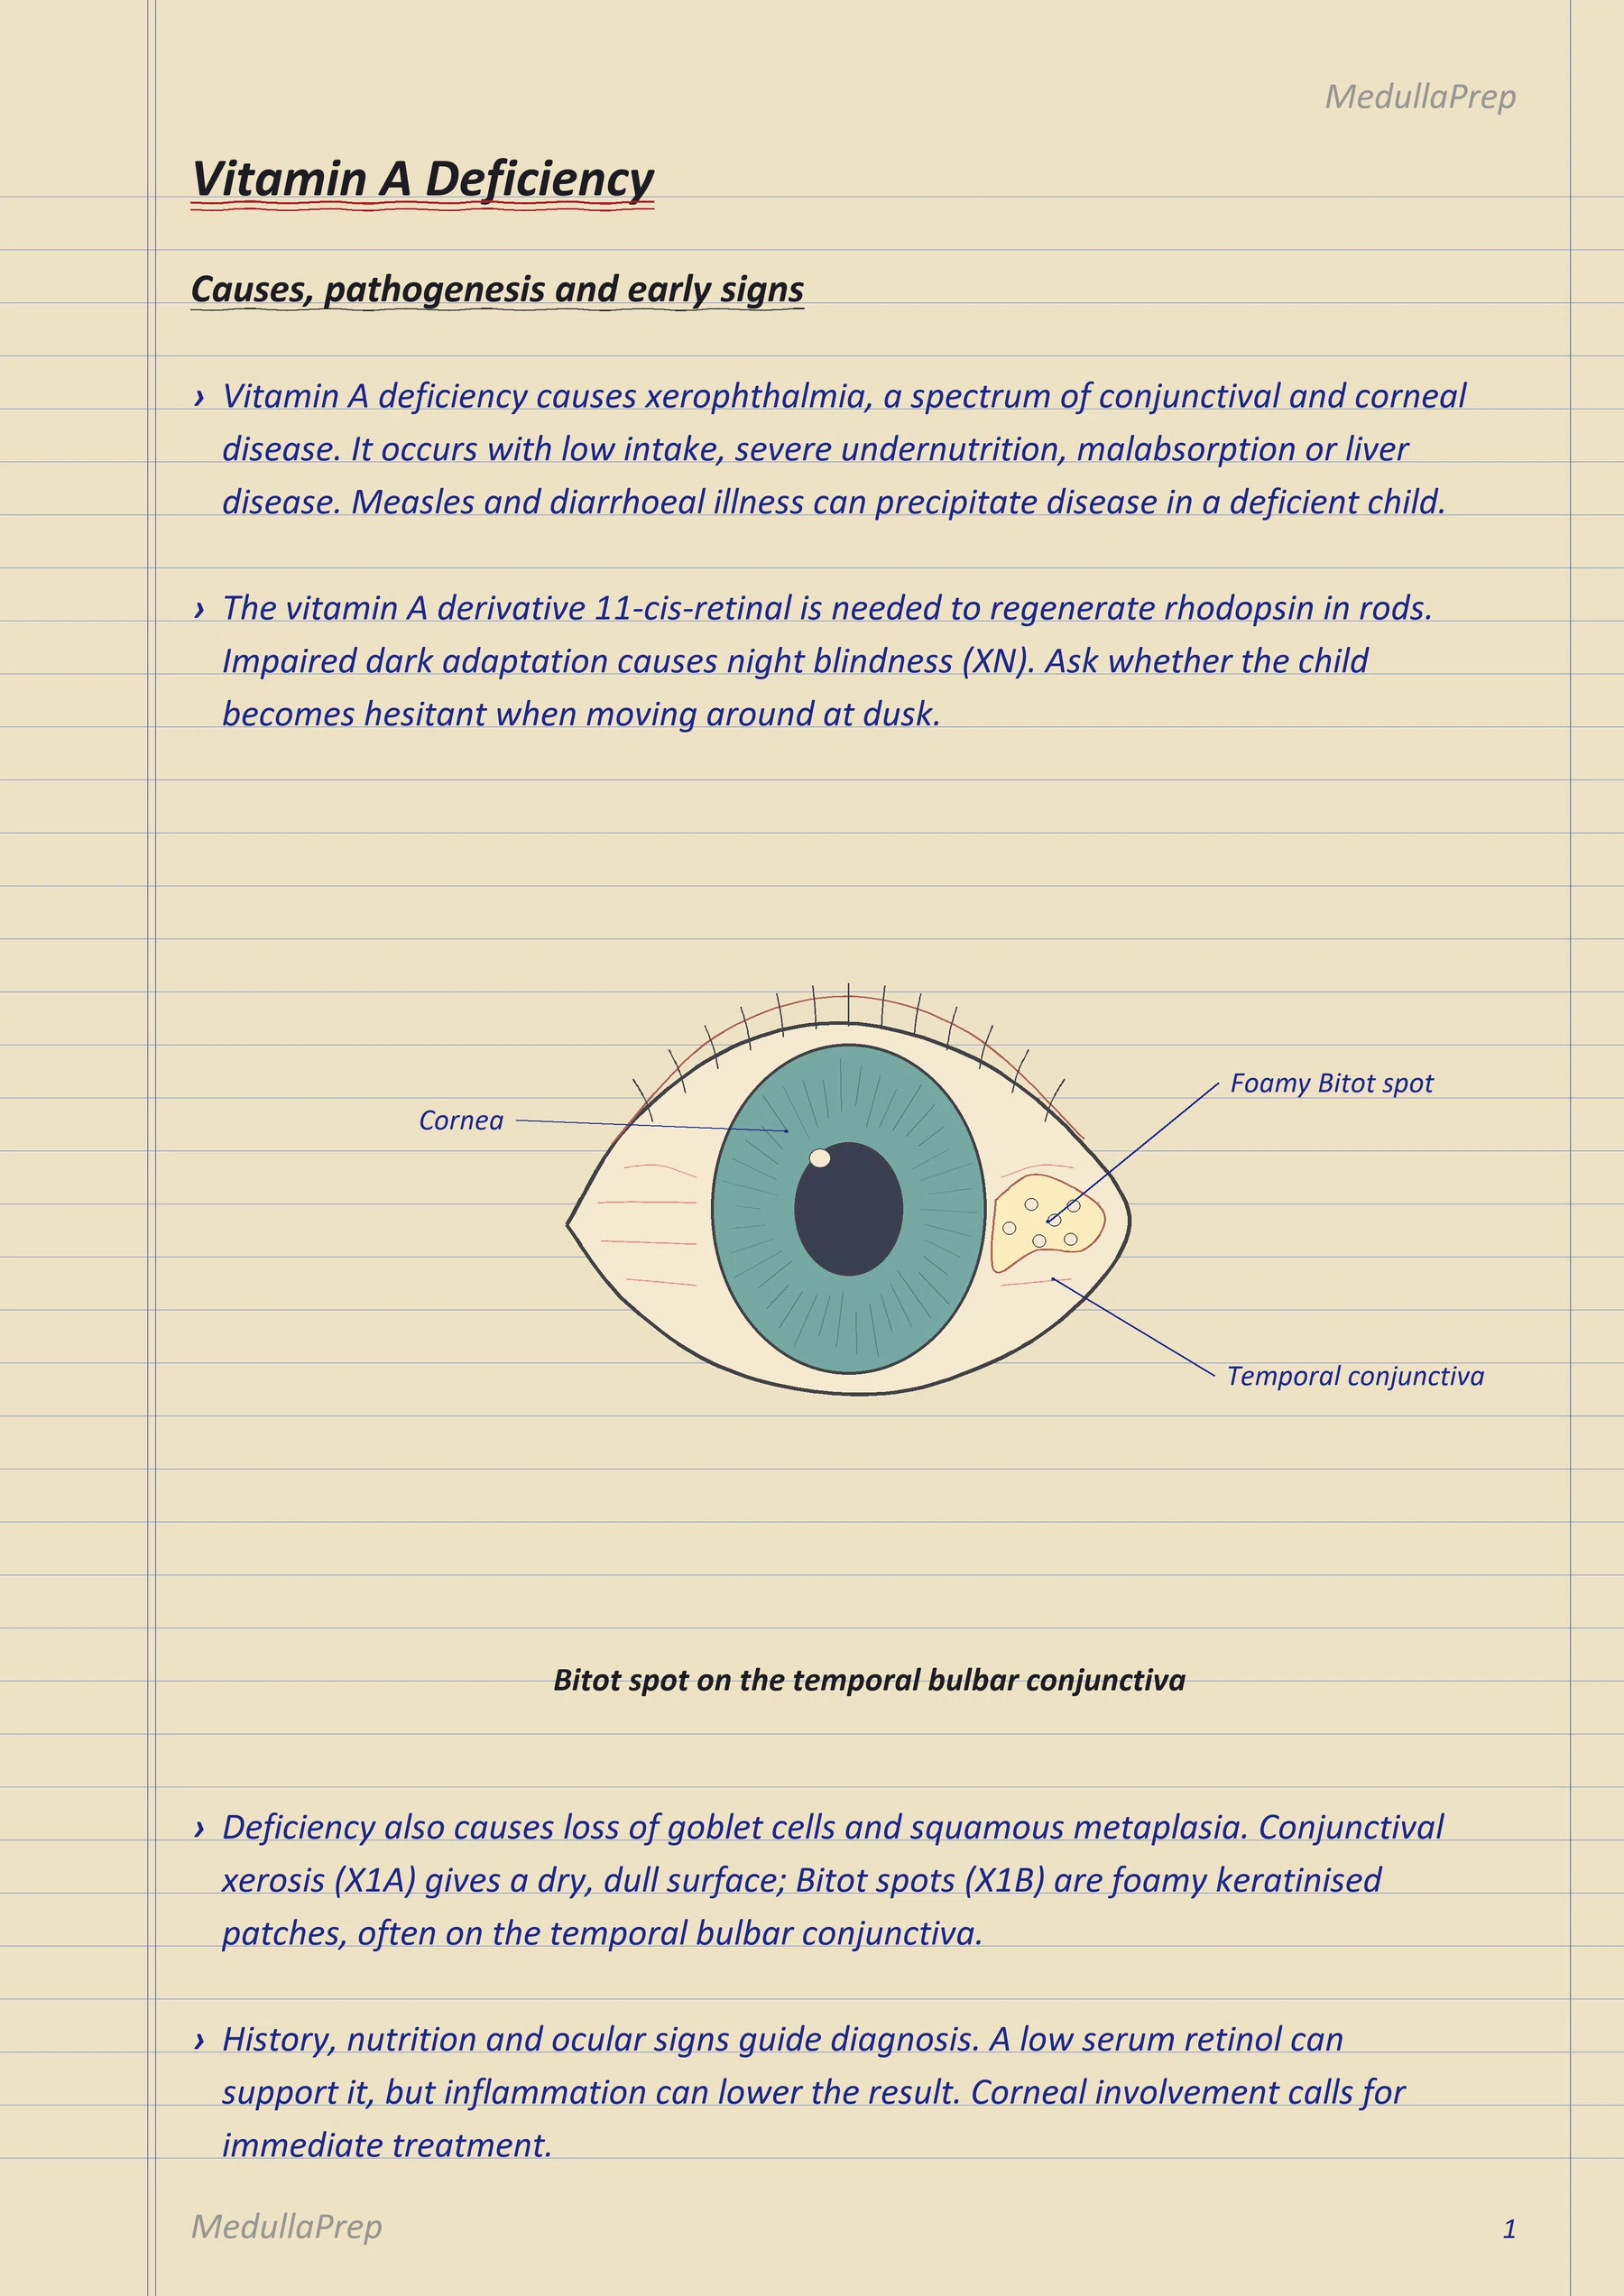 MedullaPrep
Vitamin A Deficiency
Causes, pathogenesis and early signs
› Vitamin A deficiency causes xerophthalmia, a spectrum of conjunctival and corneal
disease. It occurs with low intake, severe undernutrition, malabsorption or liver
disease. Measles and diarrhoeal illness can precipitate disease in a deficient child.
› The vitamin A derivative 11-cis-retinal is needed to regenerate rhodopsin in rods.
Impaired dark adaptation causes night blindness (XN). Ask whether the child
becomes hesitant when moving around at dusk.
Foamy Bitot spot
Cornea
Temporal conjunctiva
Bitot spot on the temporal bulbar conjunctiva
› Deficiency also causes loss of goblet cells and squamous metaplasia. Conjunctival
xerosis (X1A) gives a dry, dull surface; Bitot spots (X1B) are foamy keratinised
patches, often on the temporal bulbar conjunctiva.
› History, nutrition and ocular signs guide diagnosis. A low serum retinol can
support it, but inflammation can lower the result. Corneal involvement calls for
immediate treatment.
MedullaPrep
1